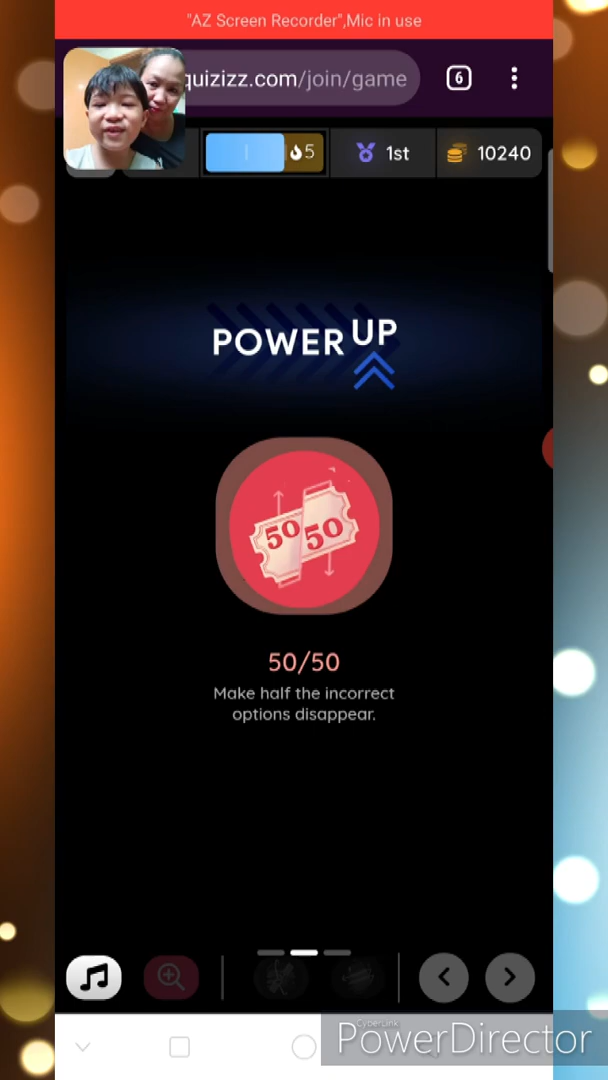 "AZ Screen Recorder",Mic in use
quizizz.com/join/game
6
5
1st
10240
POWER UP
50 50
50/50
Make half the incorrect
options disappear.
CyberLink
PowerDirector